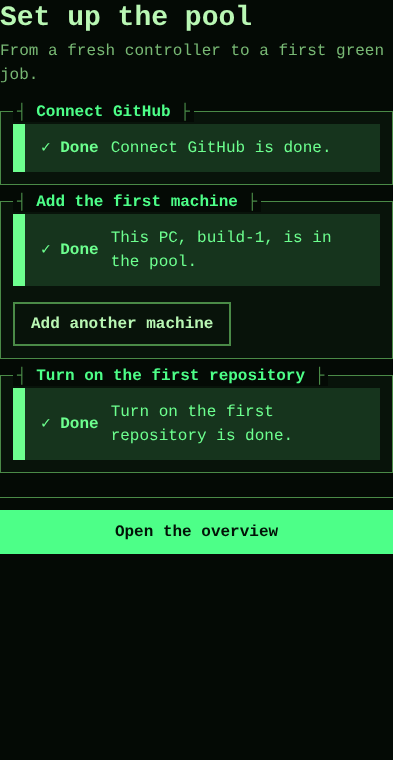 Set up the pool
From a fresh controller to a first green
job.
Connect GitHub
✓ Done Connect GitHub is done.
Add the first machine
✓ Done This PC, build-1, is in
the pool.
Add another machine
Turn on the first repository
✓ Done Turn on the first
repository is done.
Open the overview